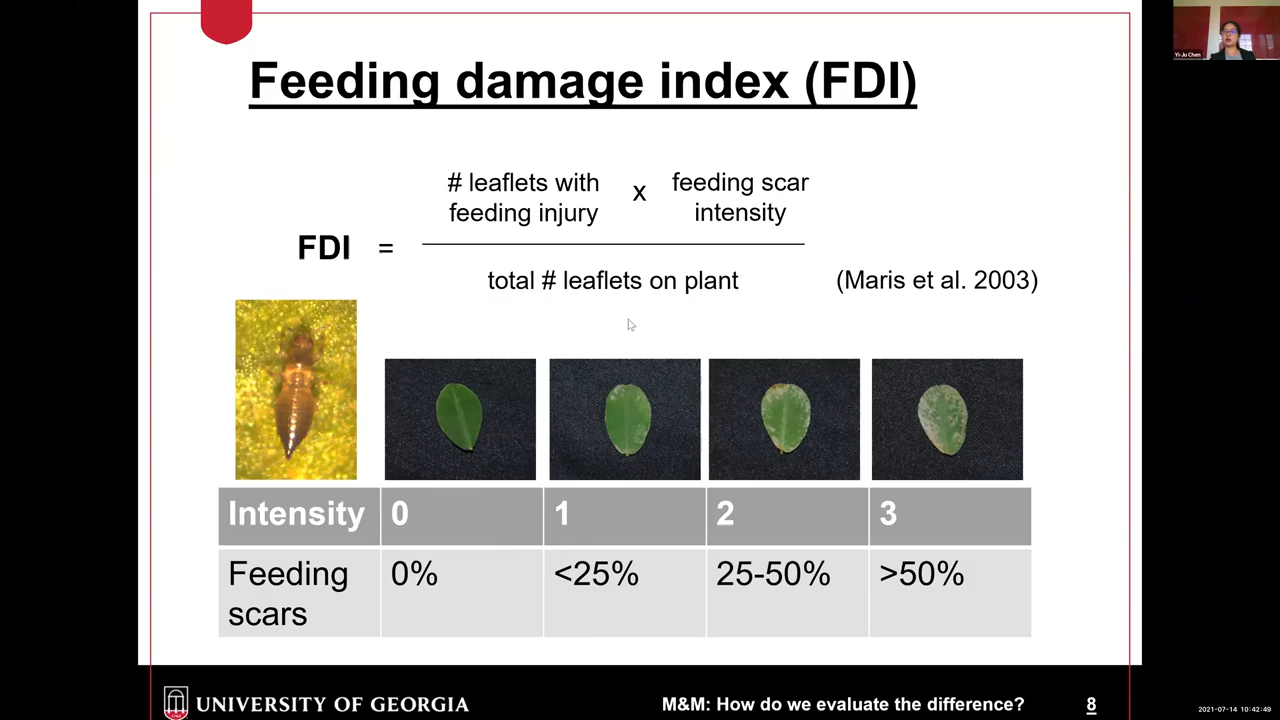 Yi-Ju Chen
Feeding damage index (FDI)
# leaflets with
feeding injury
x
feeding scar
intensity
FDI =
total # leaflets on plant
(Maris et al. 2003)
Intensity 0 1 2 3
Feeding
scars
0% <25% 25-50% >50%
UNIVERSITY OF GEORGIA
M&M: How do we evaluate the difference?
8
2021-07-14 10:42:49